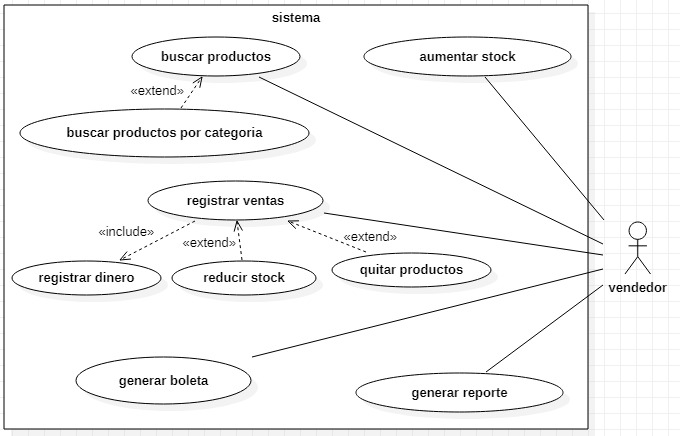 sistema
buscar productos
aumentar stock
«extend»
buscar productos por categoria
registrar ventas
«include»
«extend»
«extend»
registrar dinero
reducir stock
quitar productos
vendedor
generar boleta
generar reporte